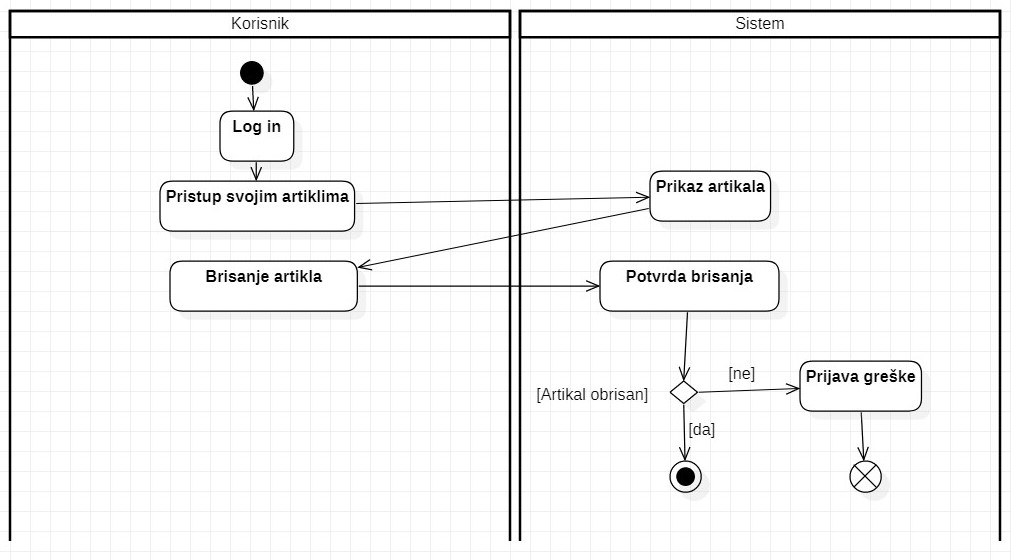 Korisnik
Sistem
Log in
Pristup svojim artiklima
Prikaz artikala
Brisanje artikla
Potvrda brisanja
[Artikal obrisan]
[ne]
Prijava greške
[da]